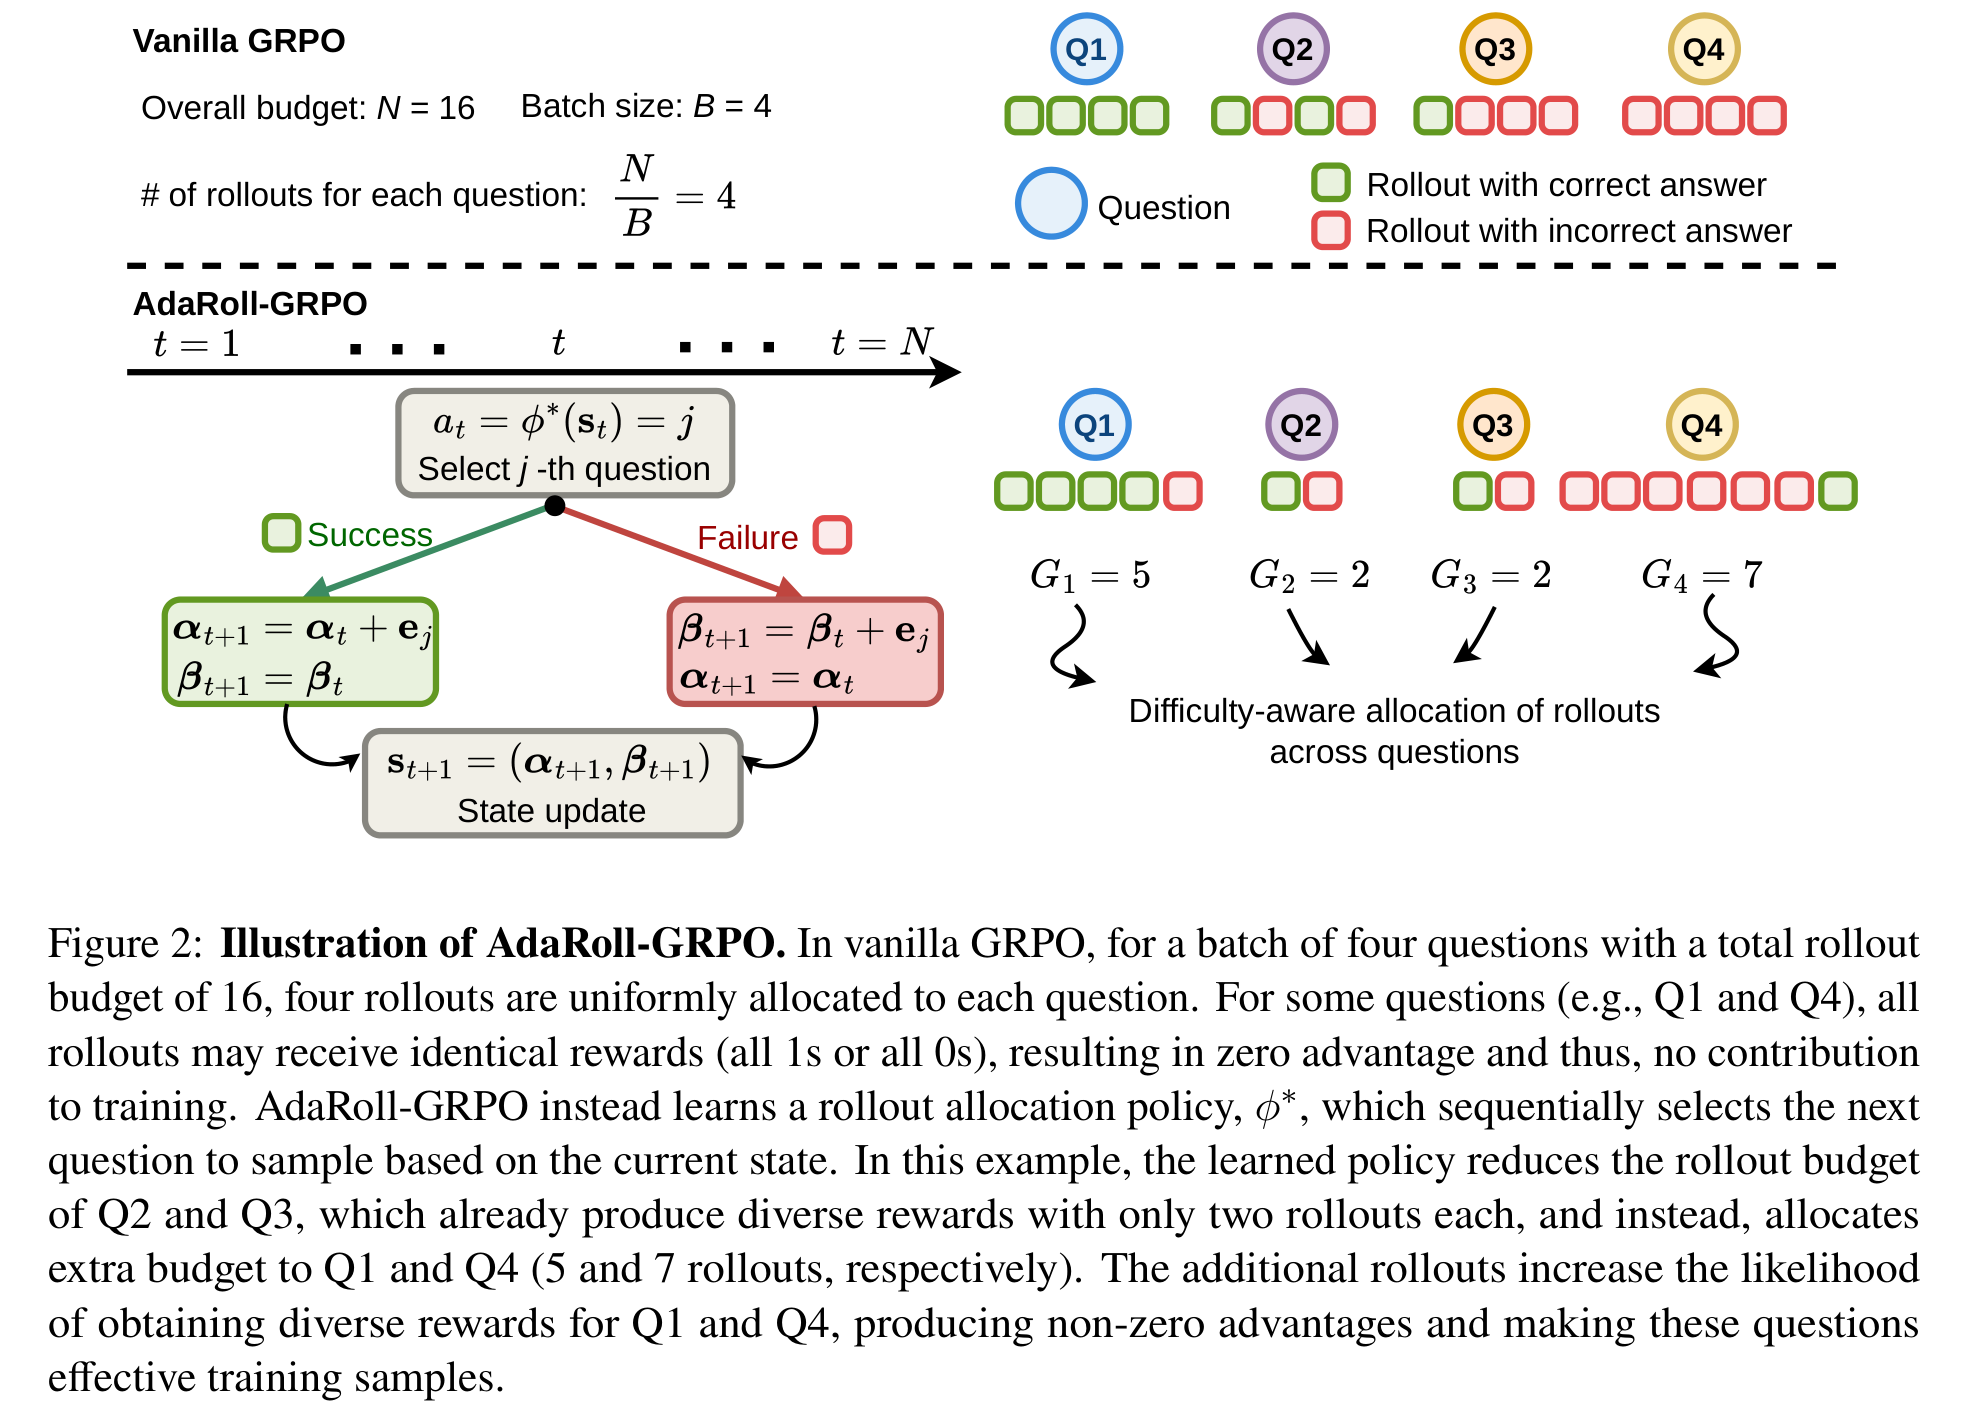 Vanilla GRPO
Overall budget: N = 16 Batch size: B = 4
# of rollouts for each question: N/B = 4
Q1 Q2 Q3 Q4
Question
Rollout with correct answer
Rollout with incorrect answer
AdaRoll-GRPO
t = 1 ... t ... t = N
a_t = ϕ*(s_t) = j
Select j -th question
Success
Failure
α_{t+1} = α_t + e_j
β_{t+1} = β_t
β_{t+1} = β_t + e_j
α_{t+1} = α_t
s_{t+1} = (α_{t+1}, β_{t+1})
State update
Q1 Q2 Q3 Q4
G_1 = 5 G_2 = 2 G_3 = 2 G_4 = 7
Difficulty-aware allocation of rollouts
across questions
Figure 2: Illustration of AdaRoll-GRPO. In vanilla GRPO, for a batch of four questions with a total rollout
budget of 16, four rollouts are uniformly allocated to each question. For some questions (e.g., Q1 and Q4), all
rollouts may receive identical rewards (all 1s or all 0s), resulting in zero advantage and thus, no contribution
to training. AdaRoll-GRPO instead learns a rollout allocation policy, ϕ*, which sequentially selects the next
question to sample based on the current state. In this example, the learned policy reduces the rollout budget
of Q2 and Q3, which already produce diverse rewards with only two rollouts each, and instead, allocates
extra budget to Q1 and Q4 (5 and 7 rollouts, respectively). The additional rollouts increase the likelihood
of obtaining diverse rewards for Q1 and Q4, producing non-zero advantages and making these questions
effective training samples.